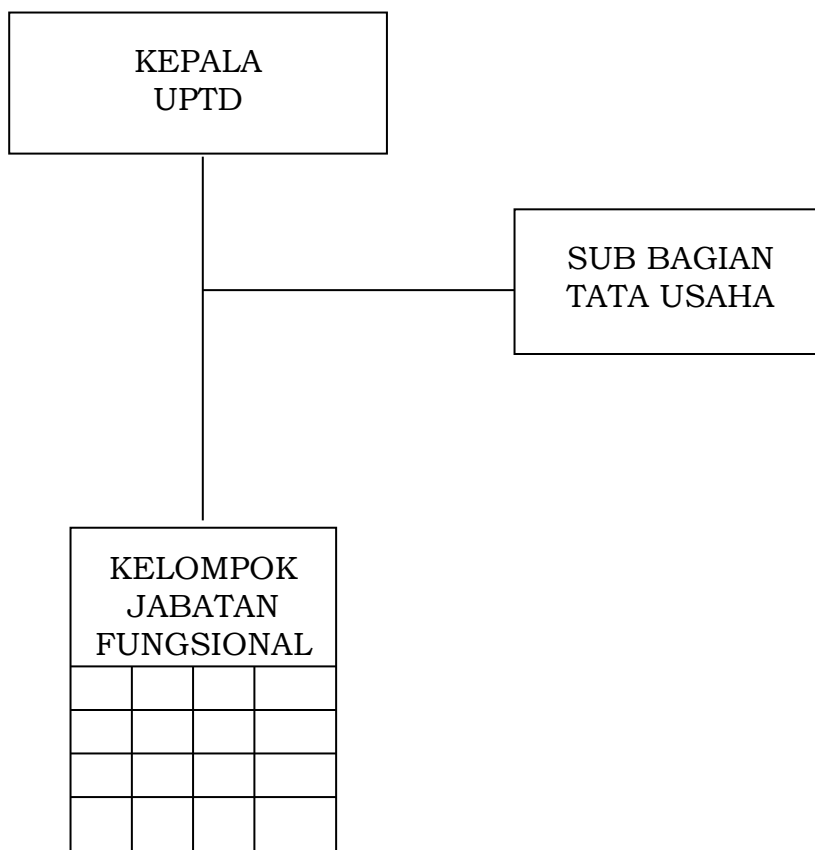 KEPALA
UPTD
SUB BAGIAN
TATA USAHA
KELOMPOK
JABATAN
FUNGSIONAL